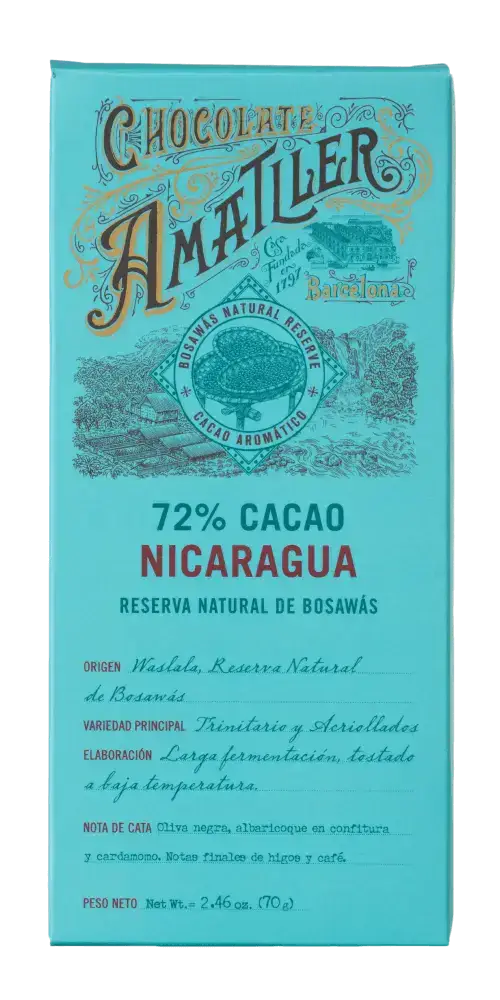 CHOCOLATE
AMATLLER
Casa
Fundada
en
1797
Barcelona
BOSAWÁS NATURAL RESERVE
CACAO AROMÁTICO
72% CACAO
NICARAGUA
RESERVA NATURAL DE BOSAWÁS
ORIGEN Waslala, Reserva Natural
de Bosawás
VARIEDAD PRINCIPAL Trinitario y Acriollados
ELABORACIÓN Larga fermentación, tostado
a baja temperatura.
NOTA DE CATA Oliva negra, albaricoque en confitura
y cardamomo. Notas finales de higos y café.
PESO NETO Net Wt.= 2.46 oz. (70g)